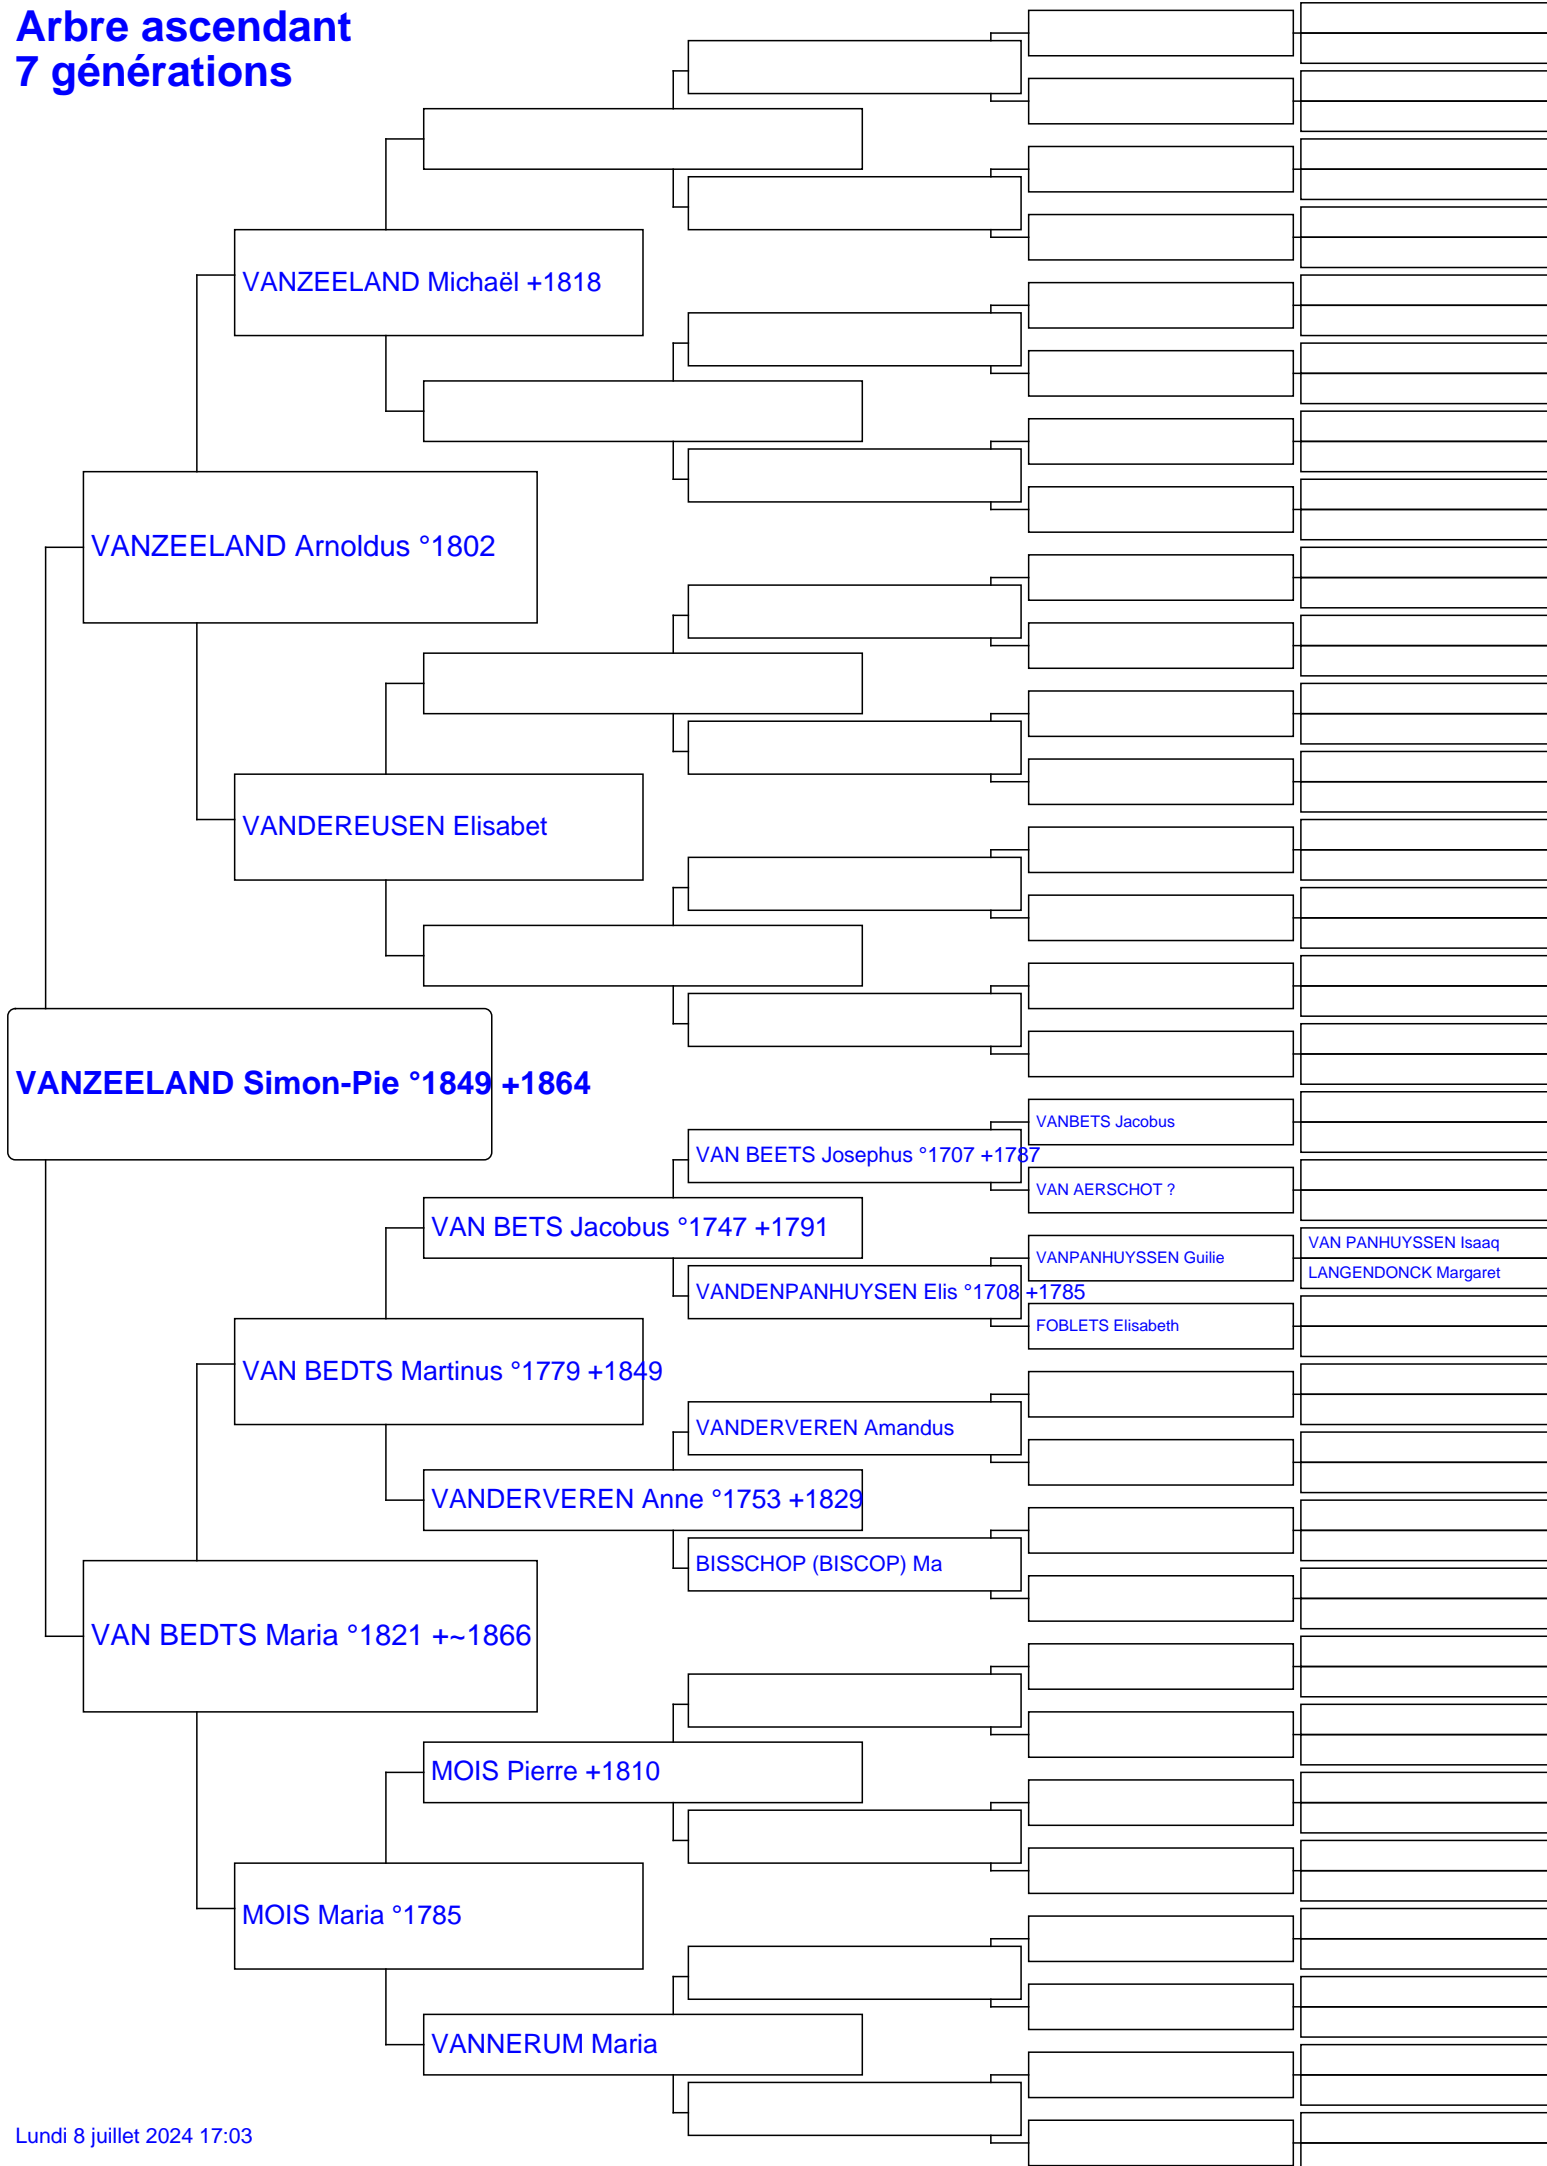 Arbre ascendant
7 générations
VANZEELAND Michaël +1818
VANZEELAND Arnoldus °1802
VANDEREUSEN Elisabet
VANZEELAND Simon-Pie °1849 +1864
VANBETS Jacobus
VAN BEETS Josephus °1707 +1787
VAN AERSCHOT ?
VAN BETS Jacobus °1747 +1791
VAN PANHUYSSEN Isaaq
VANPANHUYSSEN Guilie
LANGENDONCK Margaret
VANDENPANHUYSEN Elis °1708 +1785
FOBLETS Elisabeth
VAN BEDTS Martinus °1779 +1849
VANDERVEREN Amandus
VANDERVEREN Anne °1753 +1829
BISSCHOP (BISCOP) Ma
VAN BEDTS Maria °1821 +~1866
MOIS Pierre +1810
MOIS Maria °1785
VANNERUM Maria
Lundi 8 juillet 2024 17:03